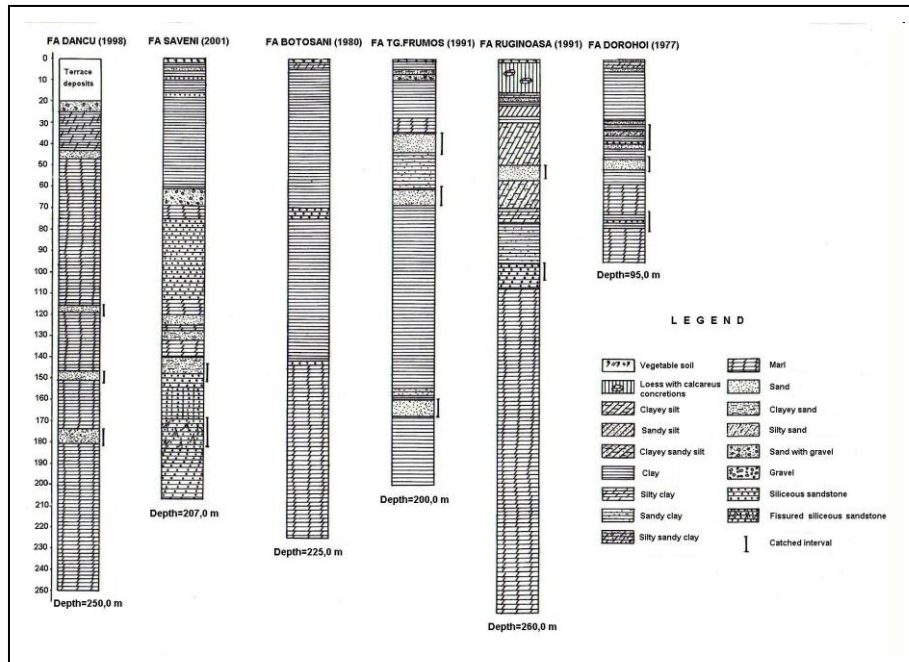 FA DANCU (1998) FA SAVENI (2001) FA BOTOSANI (1980) FA TG.FRUMOS (1991) FA RUGINOASA (1991) FA DOROHOI (1977)
0
10
20
30
40
50
60
70
80
90
100
110
120
130
140
150
160
170
180
190
200
210
220
230
240
250
Terrace
deposits
Depth=250,0 m
Depth=207,0 m
Depth=225,0 m
Depth=200,0 m
Depth=260,0 m
Depth=95,0 m
L E G E N D
Vegetable soil
Loess with calcareus
concretions
Clayey silt
Sandy silt
Clayey sandy silt
Clay
Silty clay
Sandy clay
Silty sandy clay
Marl
Sand
Clayey sand
Silty sand
Sand with gravel
Gravel
Siliceous sandstone
Fissured siliceous sandstone
Catched interval